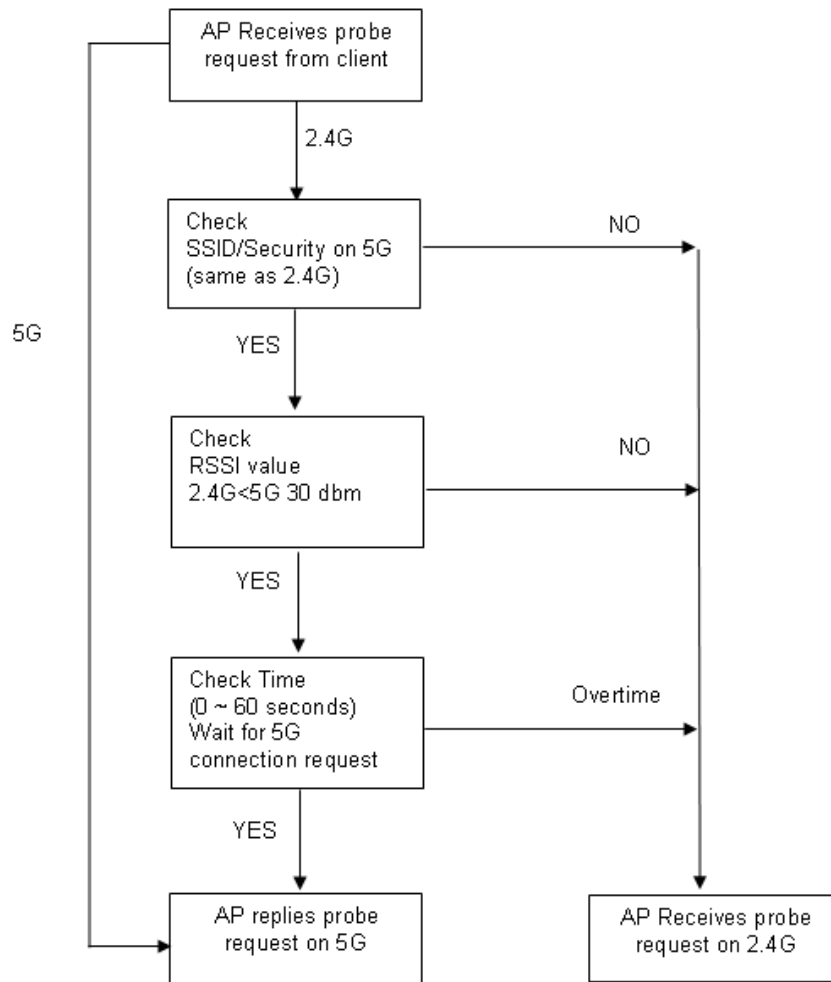 AP Receives probe
request from client
2.4G
Check
SSID/Security on 5G
(same as 2.4G)
NO
5G
YES
Check
RSSI value
2.4G<5G 30 dbm
NO
YES
Check Time
(0 ~ 60 seconds)
Wait for 5G
connection request
Overtime
YES
AP replies probe
request on 5G
AP Receives probe
request on 2.4G